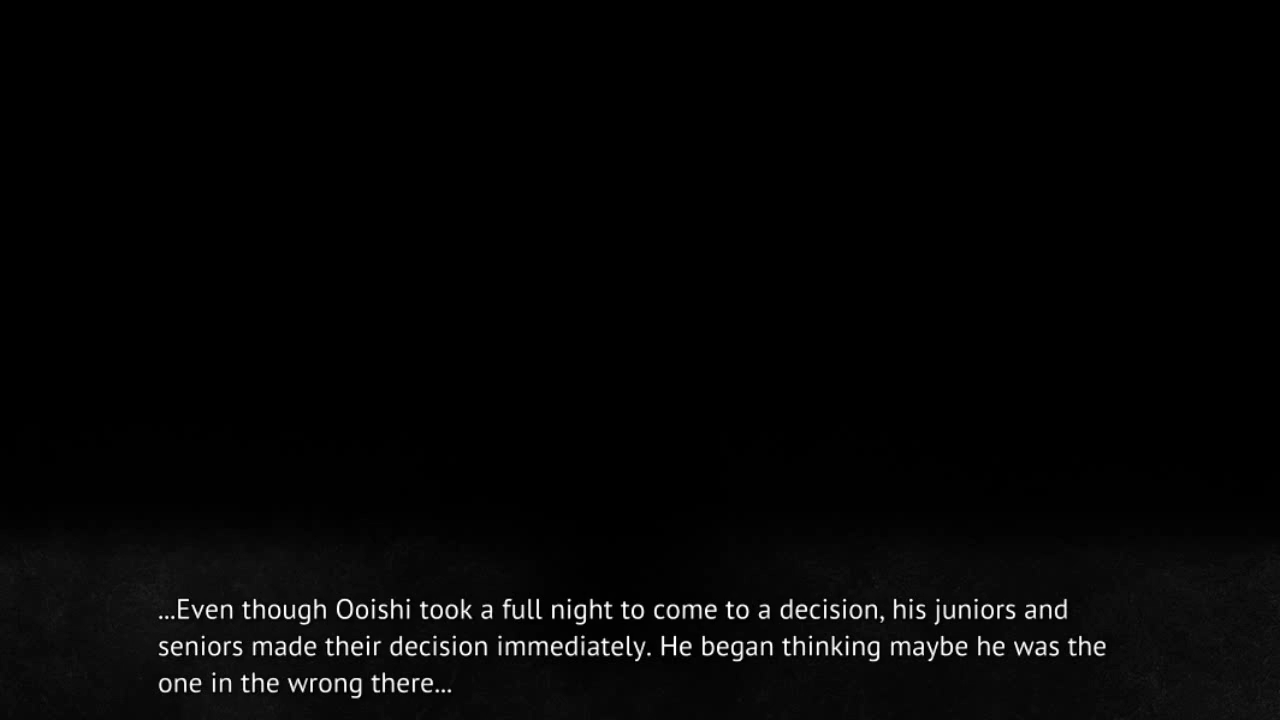 ...Even though Ooishi took a full night to come to a decision, his juniors and
seniors made their decision immediately. He began thinking maybe he was the
one in the wrong there...